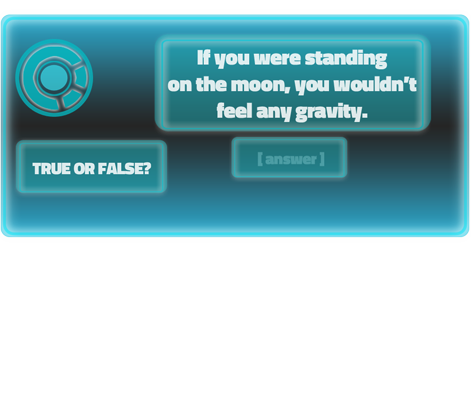 If you were standing
on the moon, you wouldn't
feel any gravity.
TRUE OR FALSE?
[ answer ]